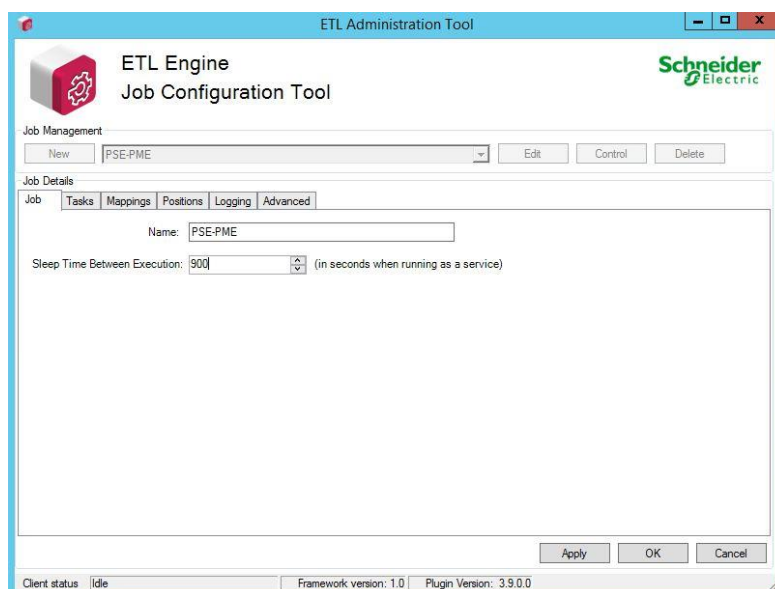 ETL Administration Tool
ETL Engine
Job Configuration Tool
Schneider
Electric
Job Management
New PSE-PME Edit Control Delete
Job Details
Job Tasks Mappings Positions Logging Advanced
Name: PSE-PME
Sleep Time Between Execution: 900 (in seconds when running as a service)
Apply OK Cancel
Client status Idle Framework version: 1.0 Plugin Version: 3.9.0.0